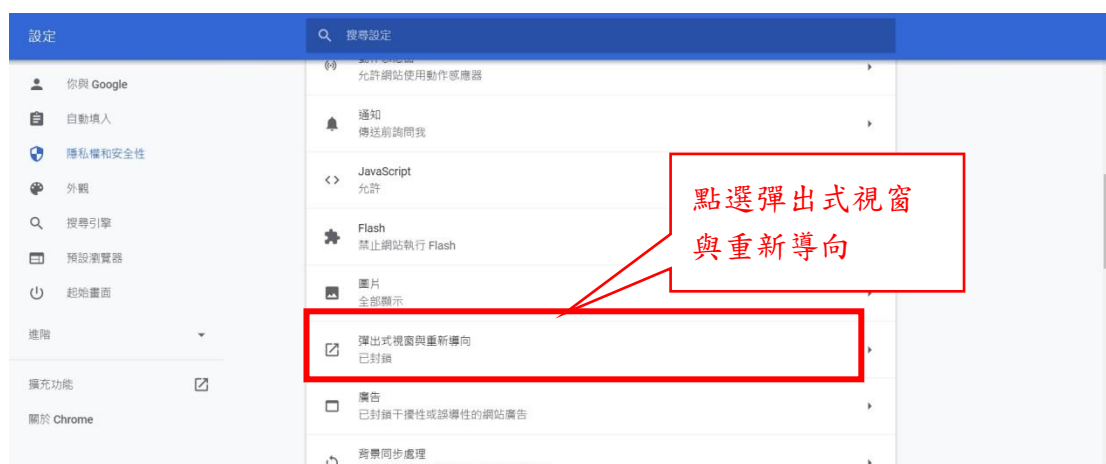 設定
搜尋設定
你與 Google
自動填入
隱私權和安全性
外觀
搜尋引擎
預設瀏覽器
起始畫面
進階
擴充功能
關於 Chrome
允許網站使用動作感應器
通知
傳送前詢問我
JavaScript
允許
Flash
禁止網站執行 Flash
圖片
全部顯示
彈出式視窗與重新導向
已封鎖
廣告
已封鎖干擾性或誤導性的網站廣告
背景同步處理
點選彈出式視窗
與重新導向